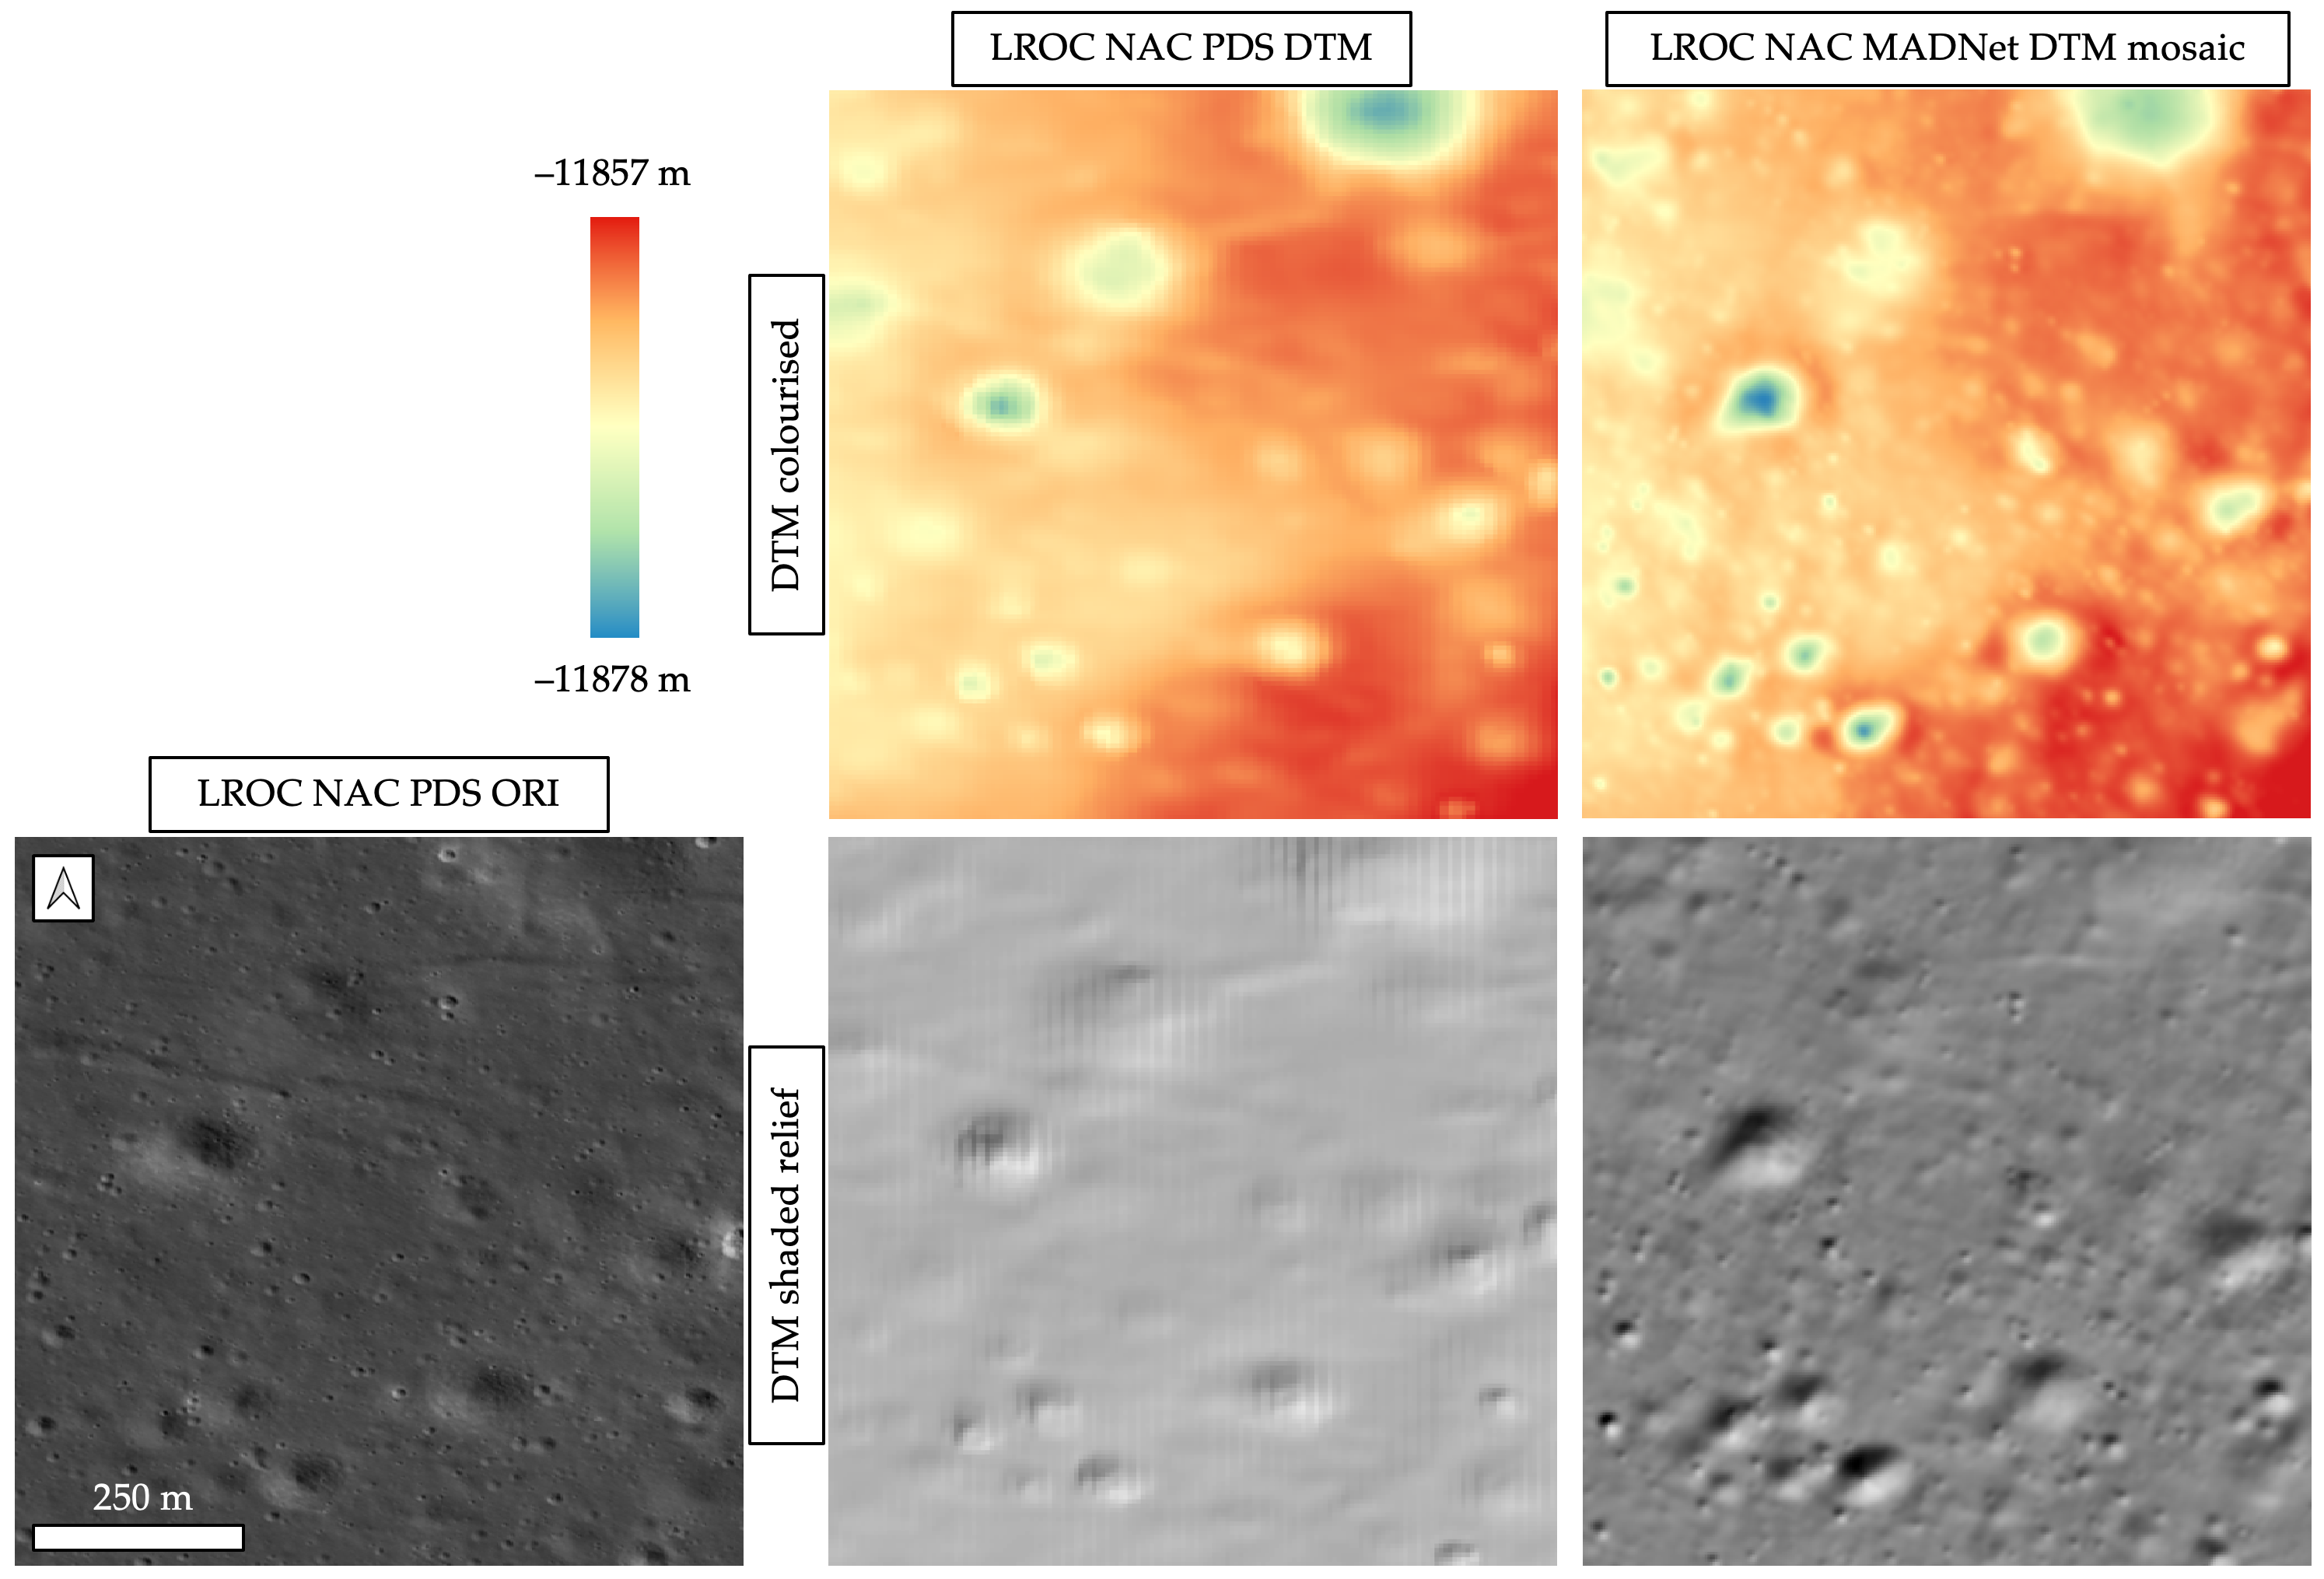 LROC NAC PDS DTM
LROC NAC MADNet DTM mosaic
–11857 m
–11878 m
DTM colourised
LROC NAC PDS ORI
DTM shaded relief
250 m